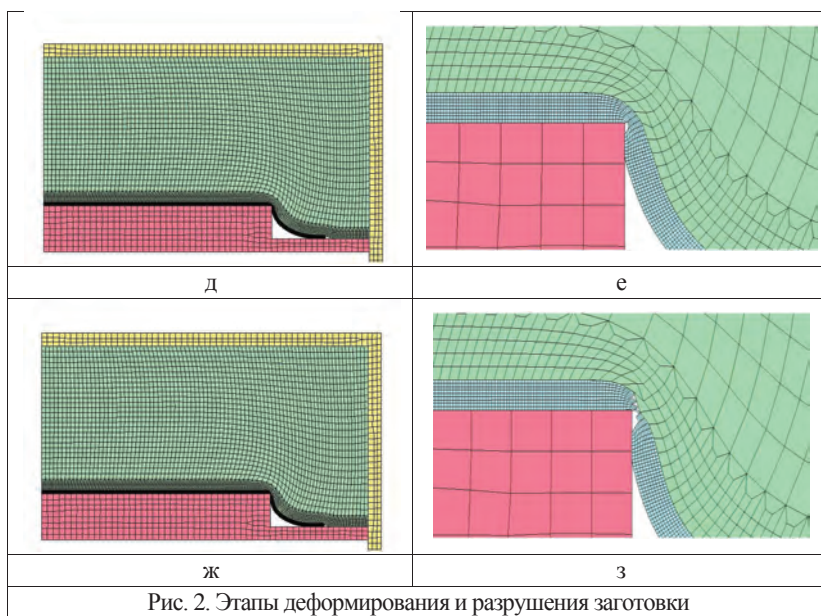 д
е
ж
з
Рис. 2. Этапы деформирования и разрушения заготовки